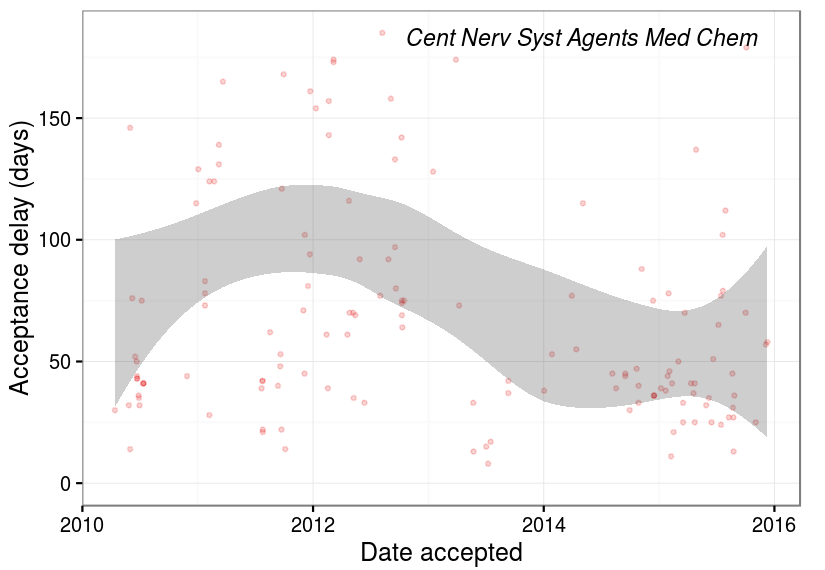 Cent Nerv Syst Agents Med Chem
Acceptance delay (days)
150
100
50
0
2010
2012
2014
2016
Date accepted